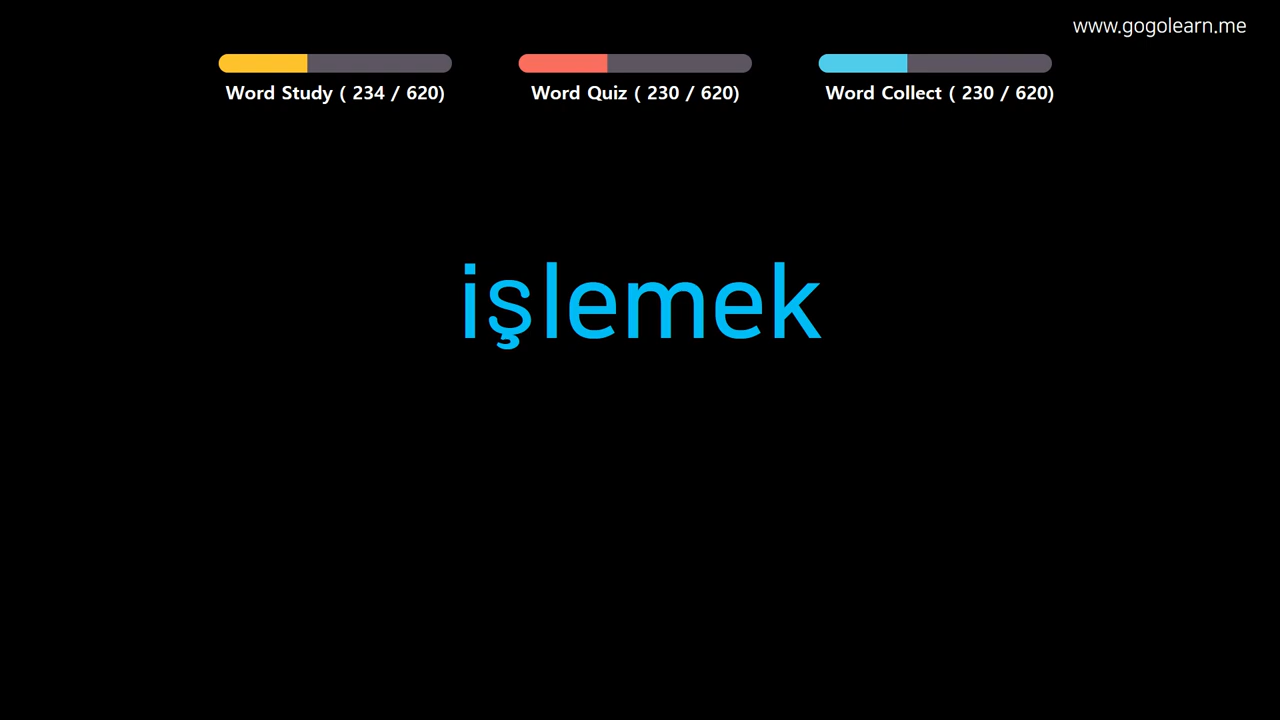 www.gogolearn.me
Word Study ( 234 / 620)
Word Quiz ( 230 / 620)
Word Collect ( 230 / 620)
işlemek